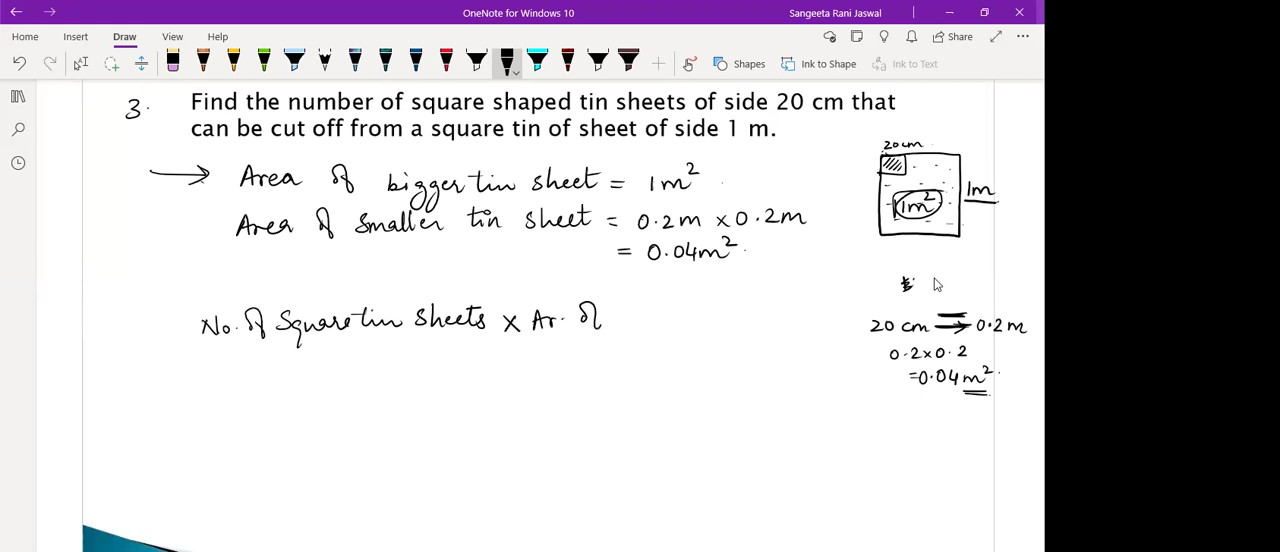 OneNote for Windows 10
Sangeeta Rani Jaswal
Home Insert Draw View Help
Share
Shapes Ink to Shape Ink to Text
3.
Find the number of square shaped tin sheets of side 20 cm that
can be cut off from a square tin of sheet of side 1 m.
Area of bigger tin sheet = 1m²
Area of smaller tin sheet = 0.2m × 0.2m
= 0.04m².
No. of Square tin sheets × Ar. of
20cm
1m²
1m
20 cm ⇒ 0.2m
0.2×0.2
=0.04m².